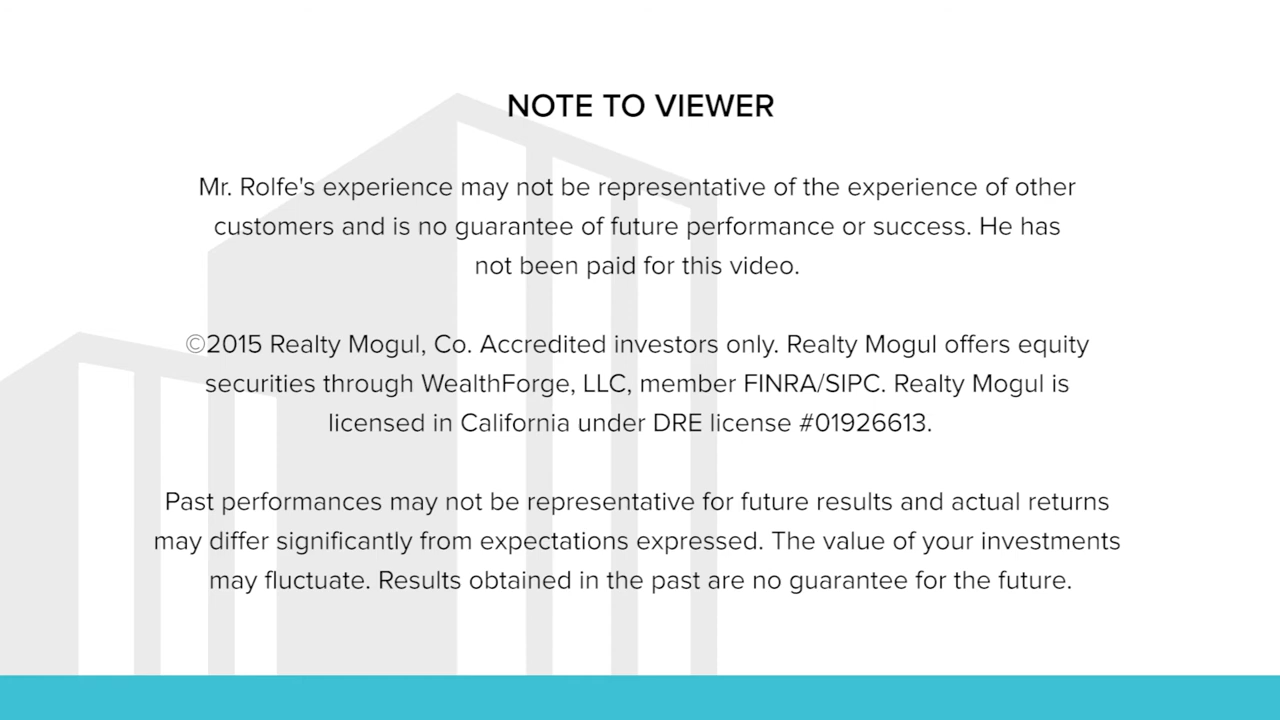 NOTE TO VIEWER
Mr. Rolfe's experience may not be representative of the experience of other
customers and is no guarantee of future performance or success. He has
not been paid for this video.
©2015 Realty Mogul, Co. Accredited investors only. Realty Mogul offers equity
securities through WealthForge, LLC, member FINRA/SIPC. Realty Mogul is
licensed in California under DRE license #01926613.
Past performances may not be representative for future results and actual returns
may differ significantly from expectations expressed. The value of your investments
may fluctuate. Results obtained in the past are no guarantee for the future.